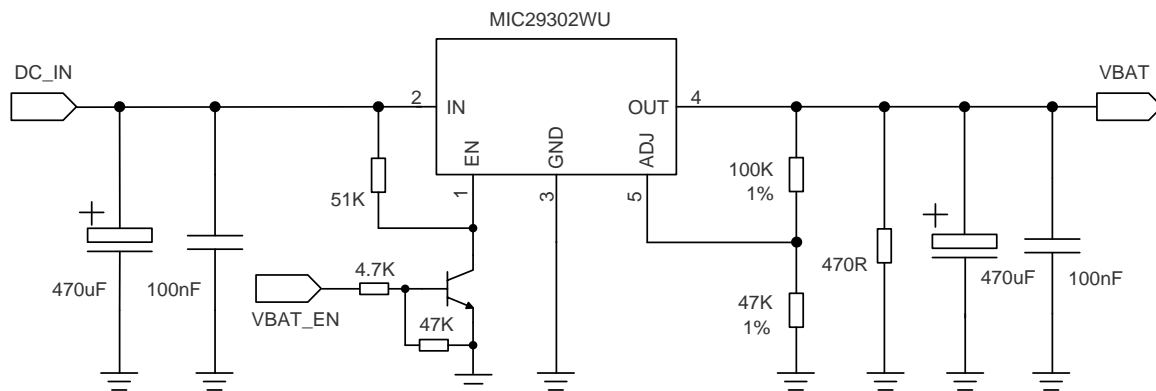 MIC29302WU
DC_IN
VBAT
2
IN
OUT
4
EN
GND
ADJ
1
3
5
51K
100K
1%
470uF
100nF
4.7K
VBAT_EN
47K
47K
1%
470R
470uF
100nF